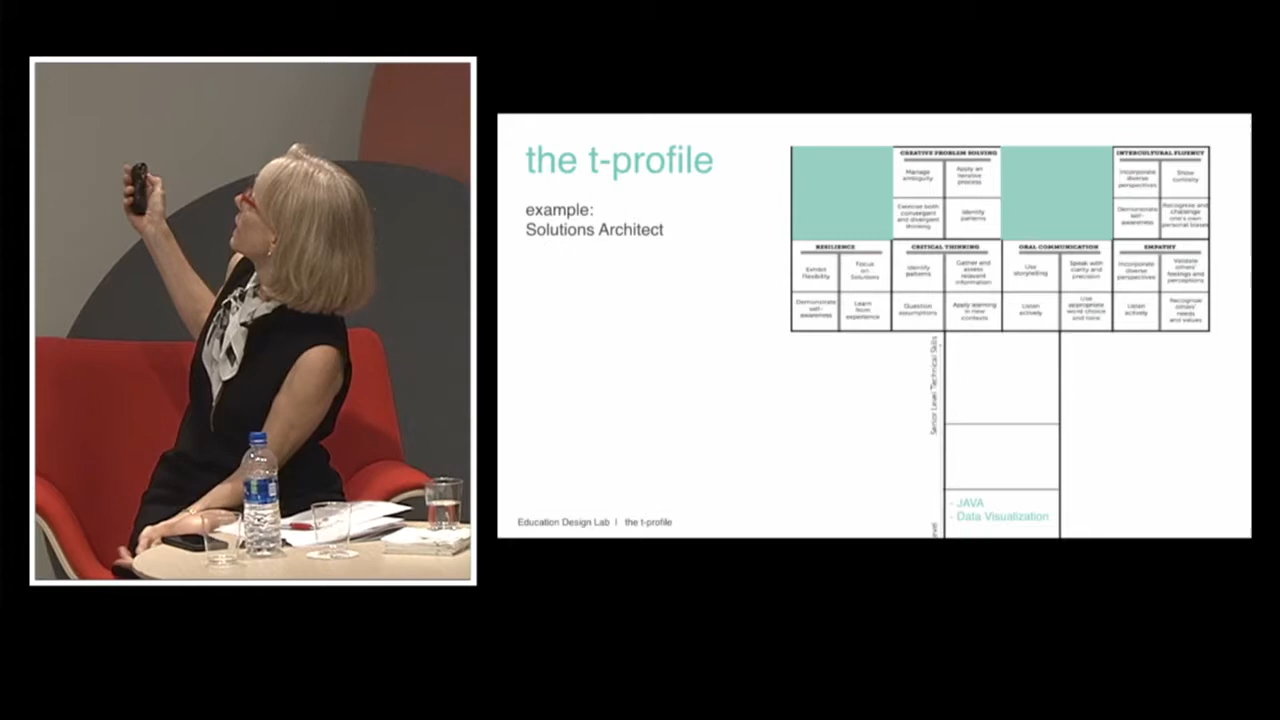 the t-profile
example:
Solutions Architect
CREATIVE PROBLEM SOLVING
Manage
ambiguity
Apply an
iterative
process
Exercise both
convergent
and divergent
thinking
Identify
patterns
INTERCULTURAL FLUENCY
Incorporate
diverse
perspectives
Show
curiosity
Demonstrate
self-
awareness
Recognize and
challenge
one's own
personal biases
RESILIENCE
Exhibit
flexibility
Focus
on
Solutions
Demonstrate
self-
awareness
Learn
from
experience
CRITICAL THINKING
Identify
patterns
Gather and
assess
relevant
information
Question
assumptions
Apply learning
in new
contexts
ORAL COMMUNICATION
Use
storytelling
Speak with
clarity and
precision
Listen
actively
Use
appropriate
word choice
and tone
EMPATHY
Incorporate
diverse
perspectives
Validate
others'
feelings and
perceptions
Listen
actively
Recognize
others'
needs
and values
Senior Level Technical Skills
- JAVA
- Data Visualization
Education Design Lab | the t-profile